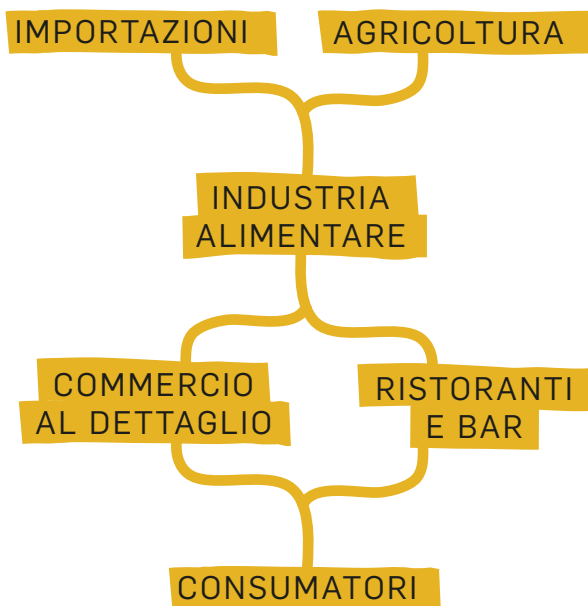 IMPORTAZIONI
AGRICOLTURA
INDUSTRIA
ALIMENTARE
COMMERCIO
AL DETTAGLIO
RISTORANTI
E BAR
CONSUMATORI